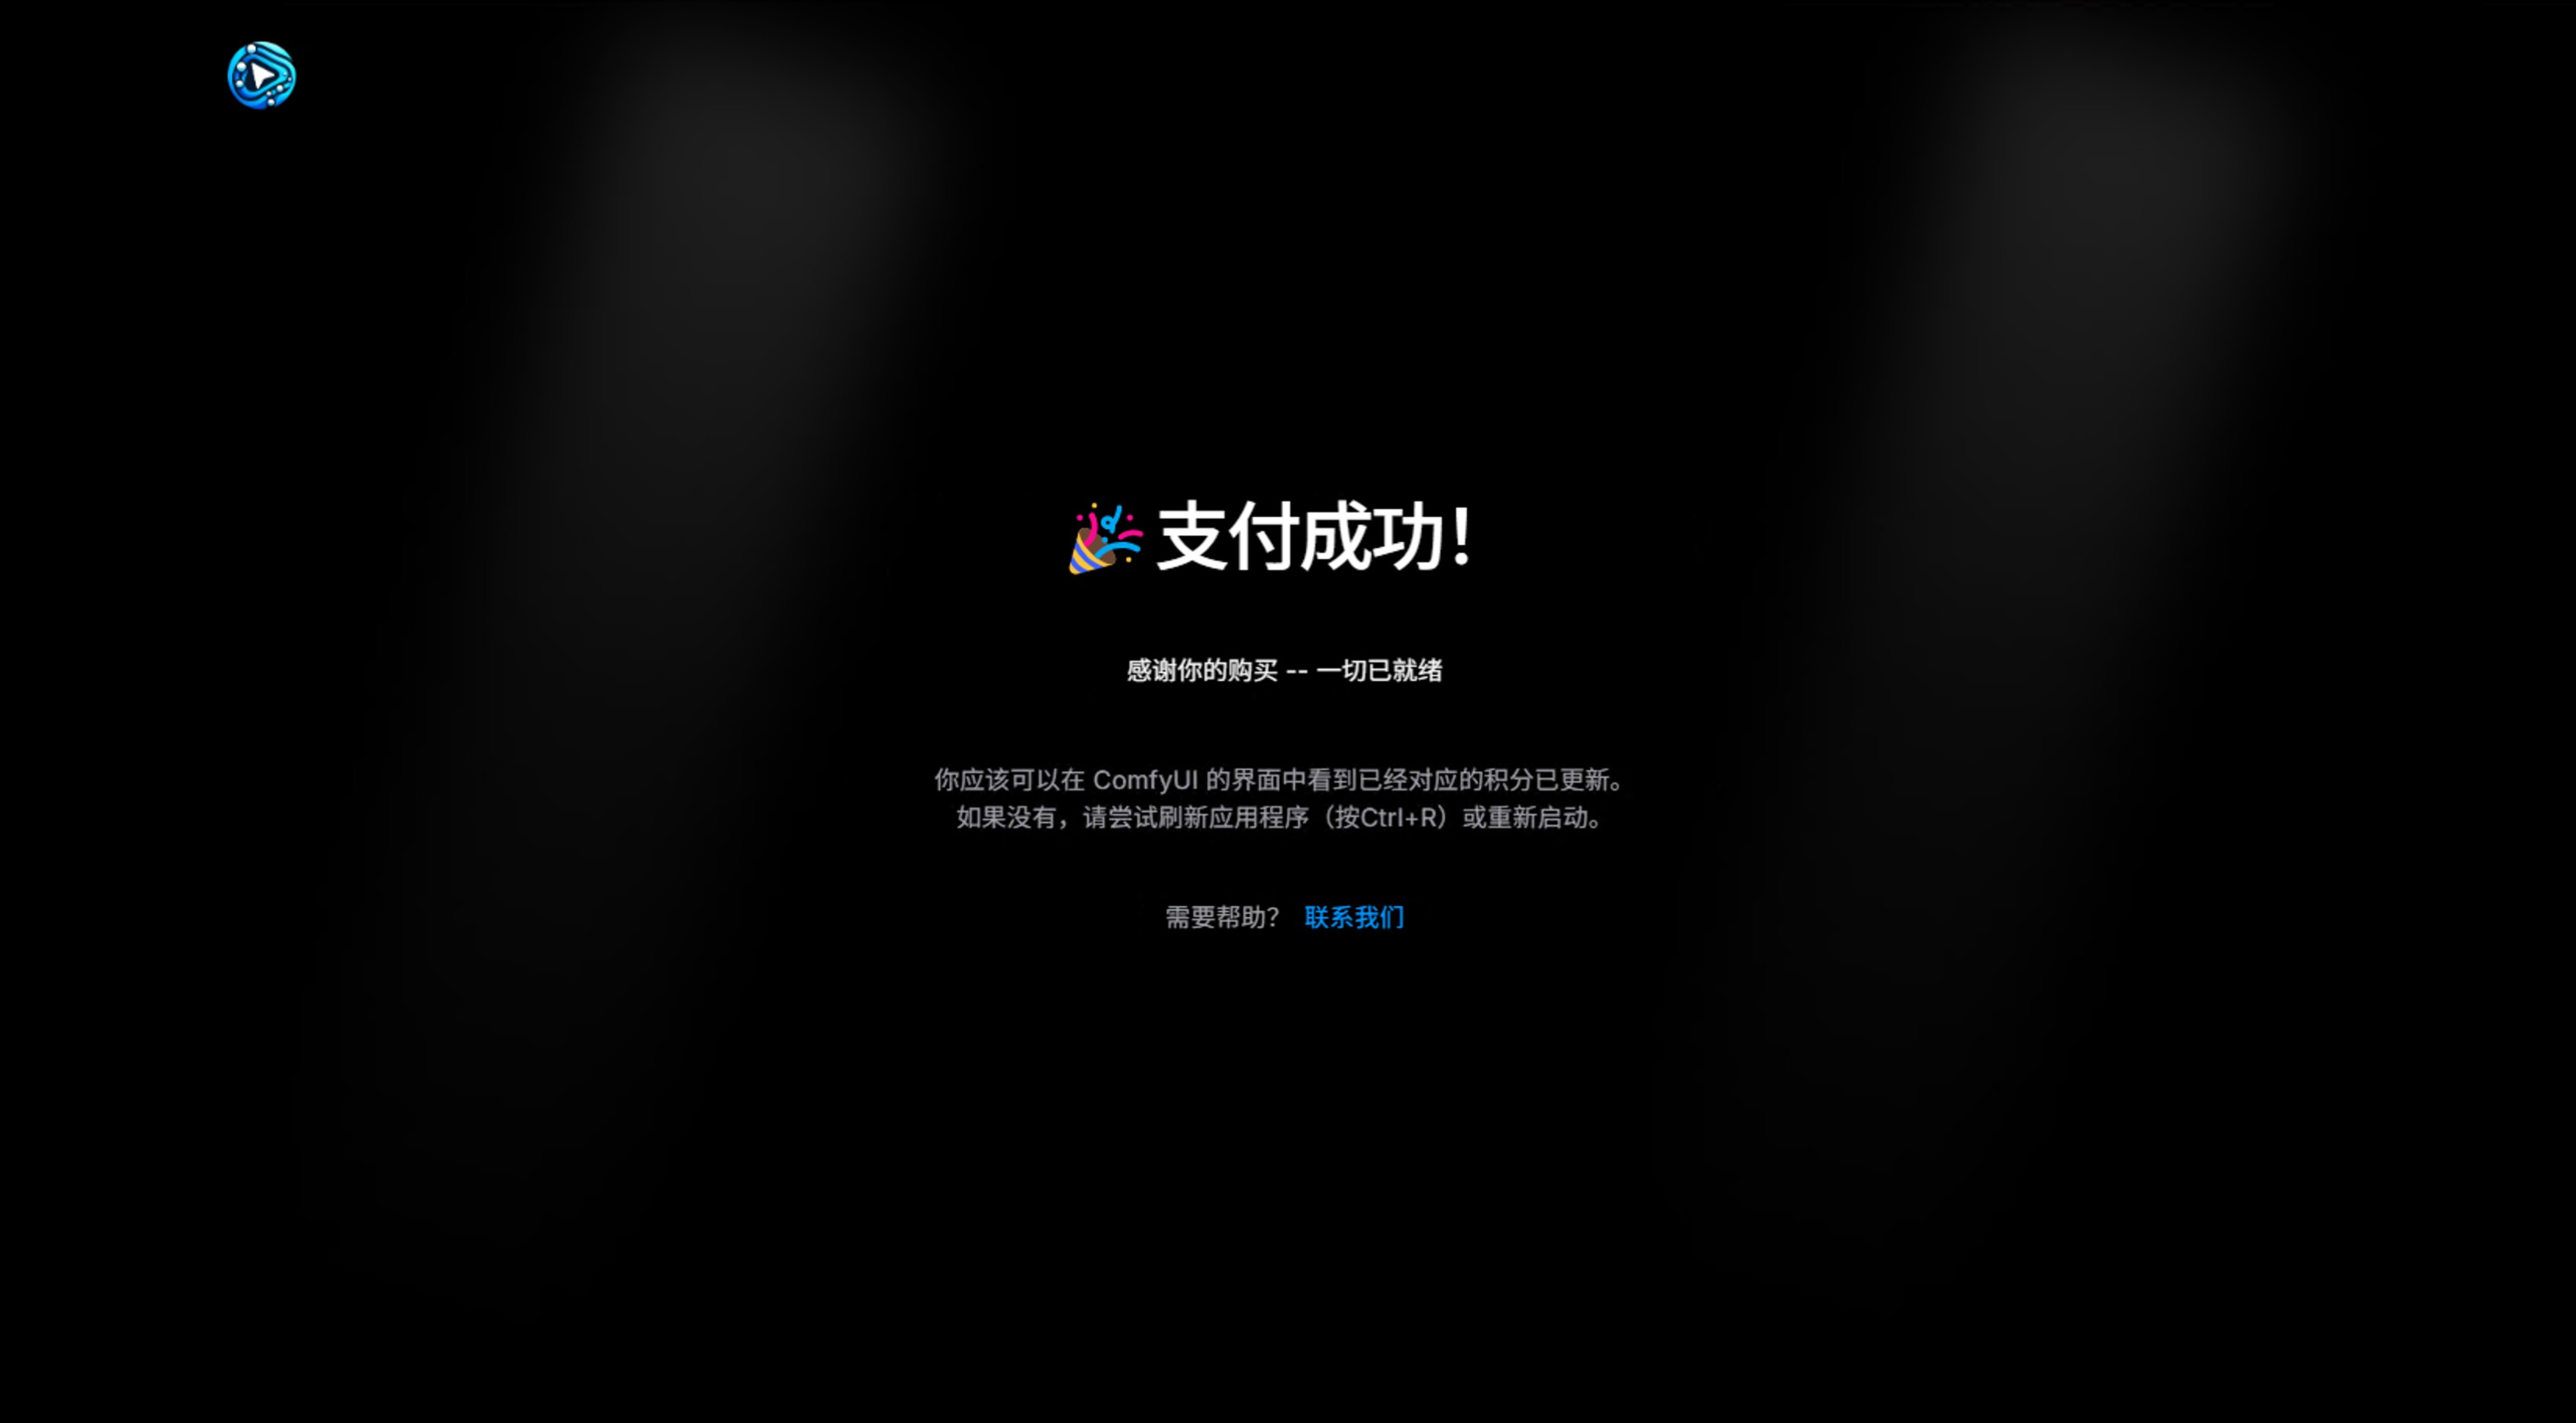 🎉 支付成功！
感谢你的购买 -- 一切已就绪
你应该可以在 ComfyUI 的界面中看到已经对应的积分已更新。
如果没有，请尝试刷新应用程序（按Ctrl+R）或重新启动。
需要帮助？ 联系我们